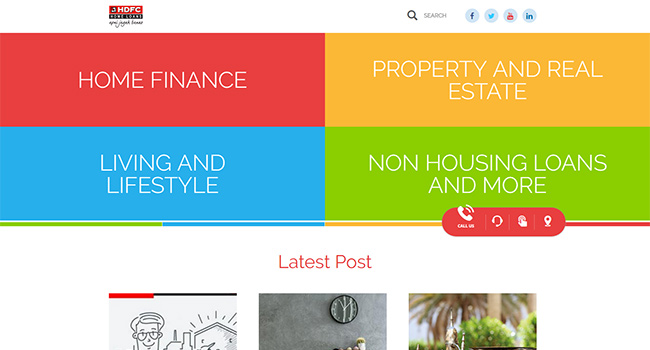 HDFC
HOME LOANS
apnij jagah banao
SEARCH
HOME FINANCE
PROPERTY AND REAL
ESTATE
LIVING AND
LIFESTYLE
NON HOUSING LOANS
AND MORE
CALL US
Latest Post